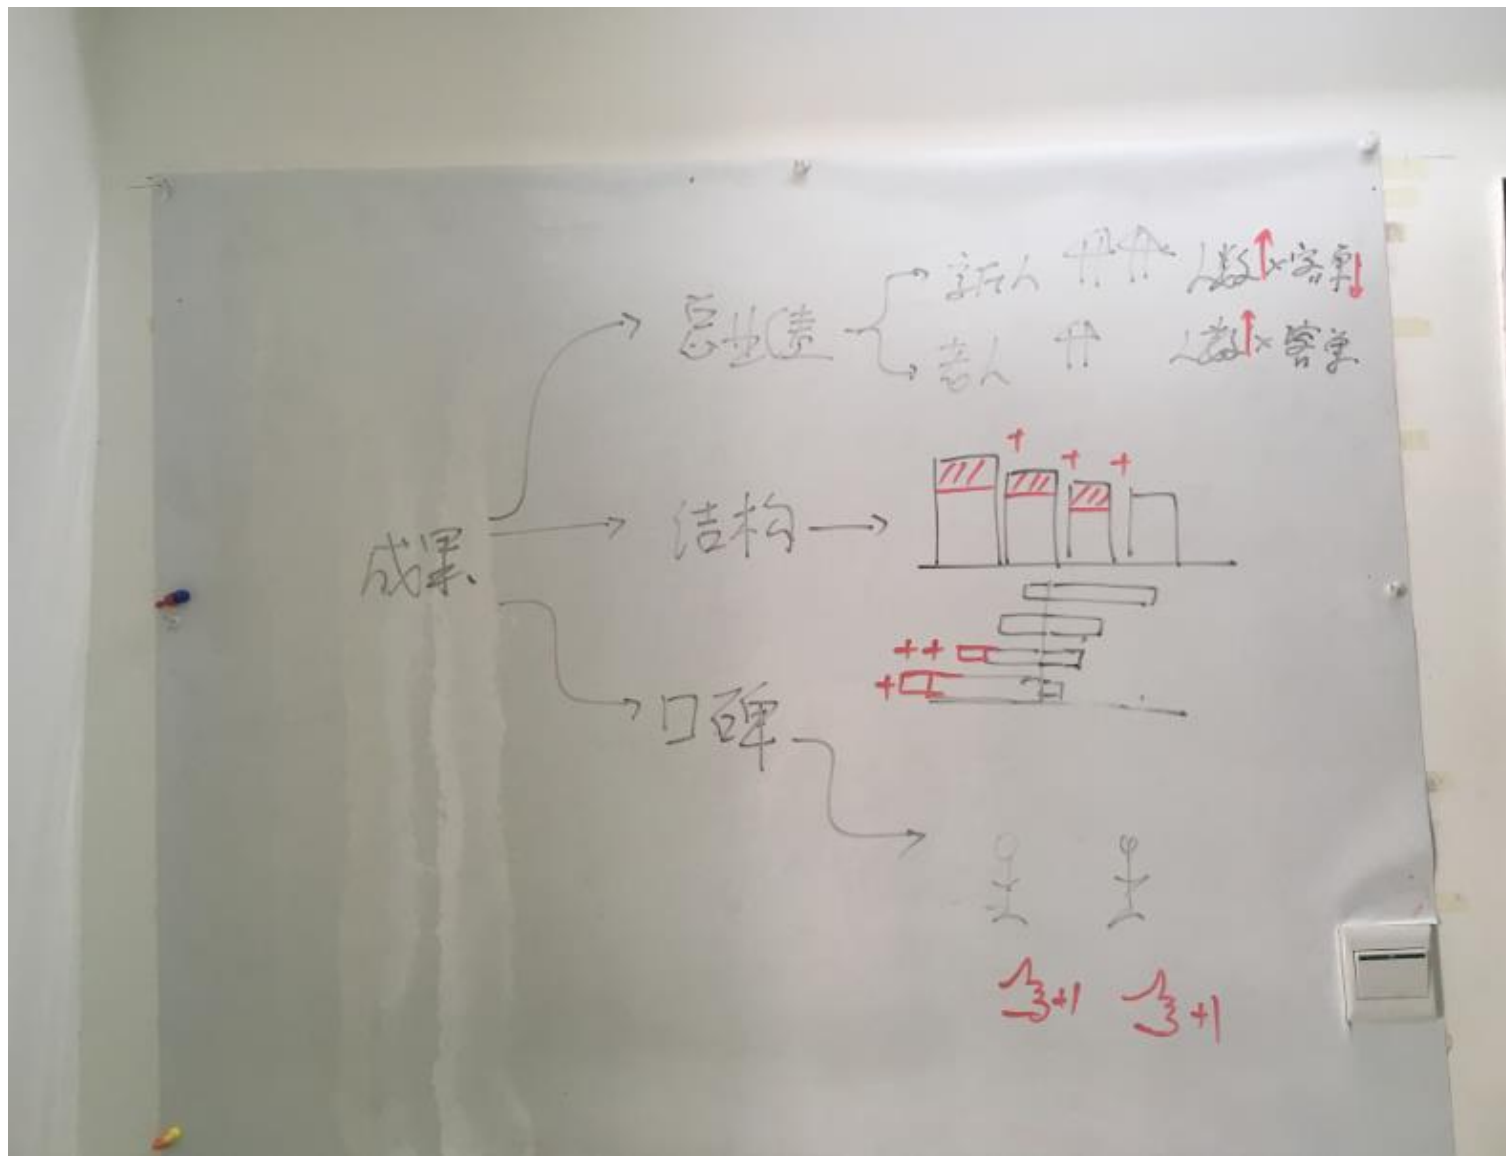 成果
总业绩
新人 人数↑×客单↓
老人 人数↑×客单
结构
+ + +
++
+
口碑
+1 +1